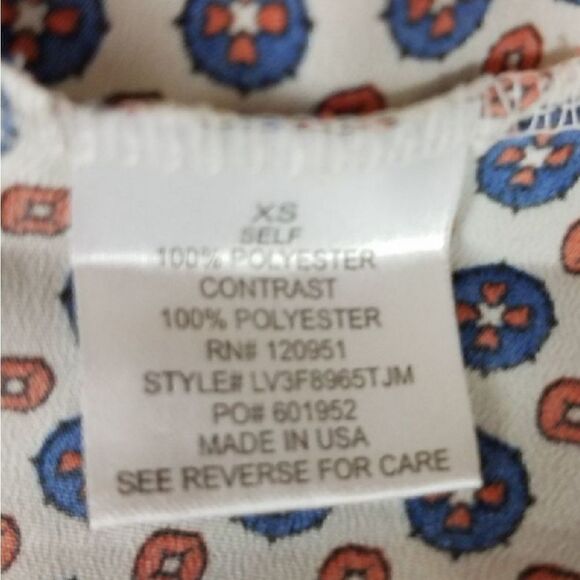 XS
SELF
100% POLYESTER
CONTRAST
100% POLYESTER
RN# 120951
STYLE# LV3F8965TJM
PO# 601952
MADE IN USA
SEE REVERSE FOR CARE